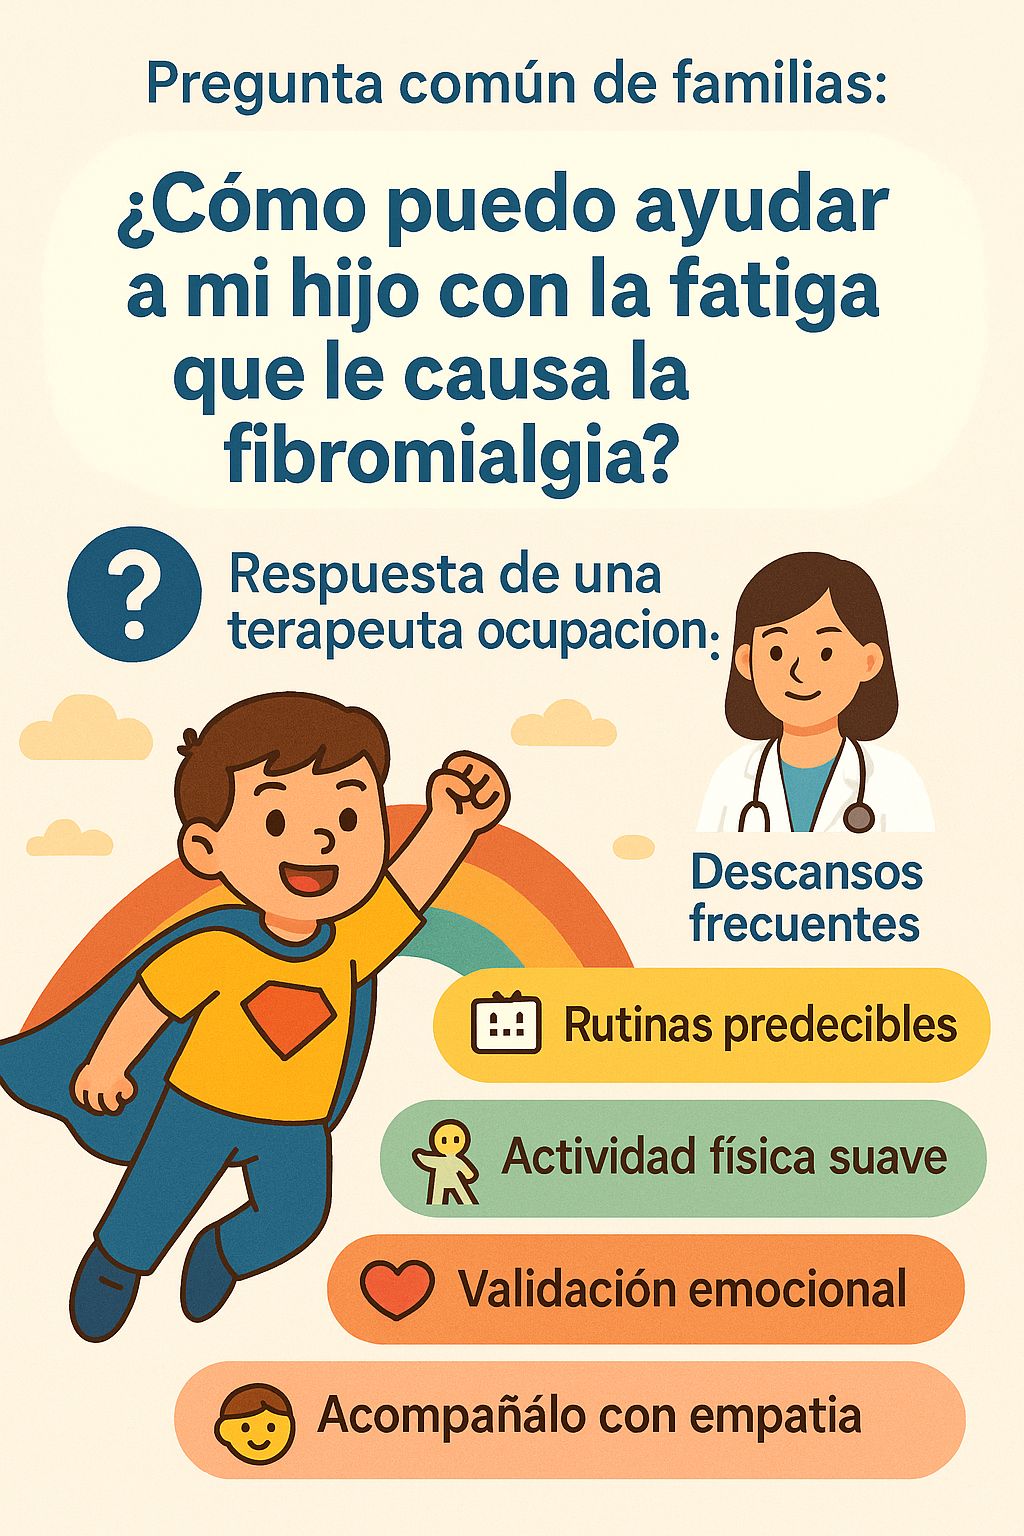 Pregunta común de familias:
¿Cómo puedo ayudar
a mi hijo con la fatiga
que le causa la
fibromialgia?
?
Respuesta de una
terapeuta ocupacion:
Descansos
frecuentes
Rutinas predecibles
Actividad física suave
Validación emocional
Acompañálo con empatia